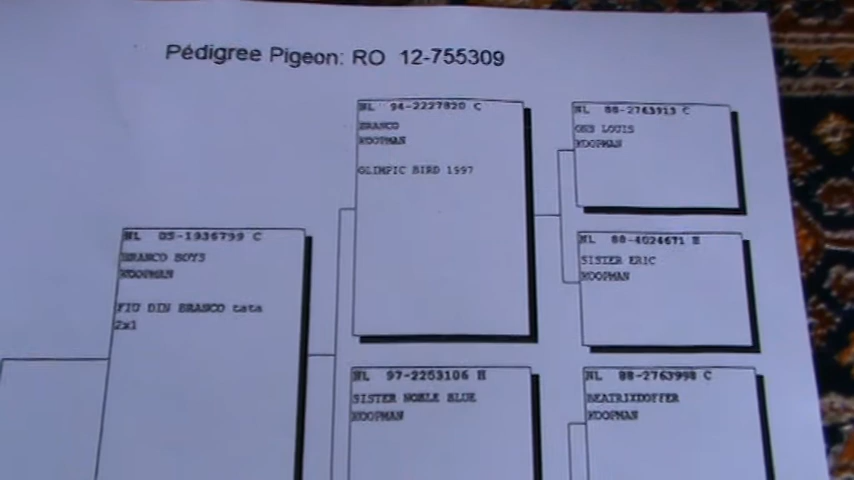 Pédigree Pigeon: RO 12-755309
NL 94-2227820 C
BRANCO
KOOPMAN
OLIMPIC BIRD 1997
NL 88-2763913 C
LOUIS
KOOPMAN
NL 88-4024671 H
SISTER ERIC
KOOPMAN
NL 05-1936799 C
BRANCO BOYS
KOOPMAN
FIU DIN BRANCO tata
2x1
NL 97-2253106 H
SISTER NOBLE BLUE
KOOPMAN
NL 88-2763998 C
BEATRIXDOFFER
KOOPMAN